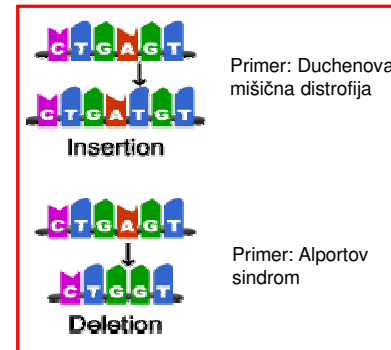 CTGAGT
Primer: Duchenova
mišična distrofija
CTGATGT
Insertion
CTGAGT
Primer: Alportov
sindrom
CTGGT
Deletion